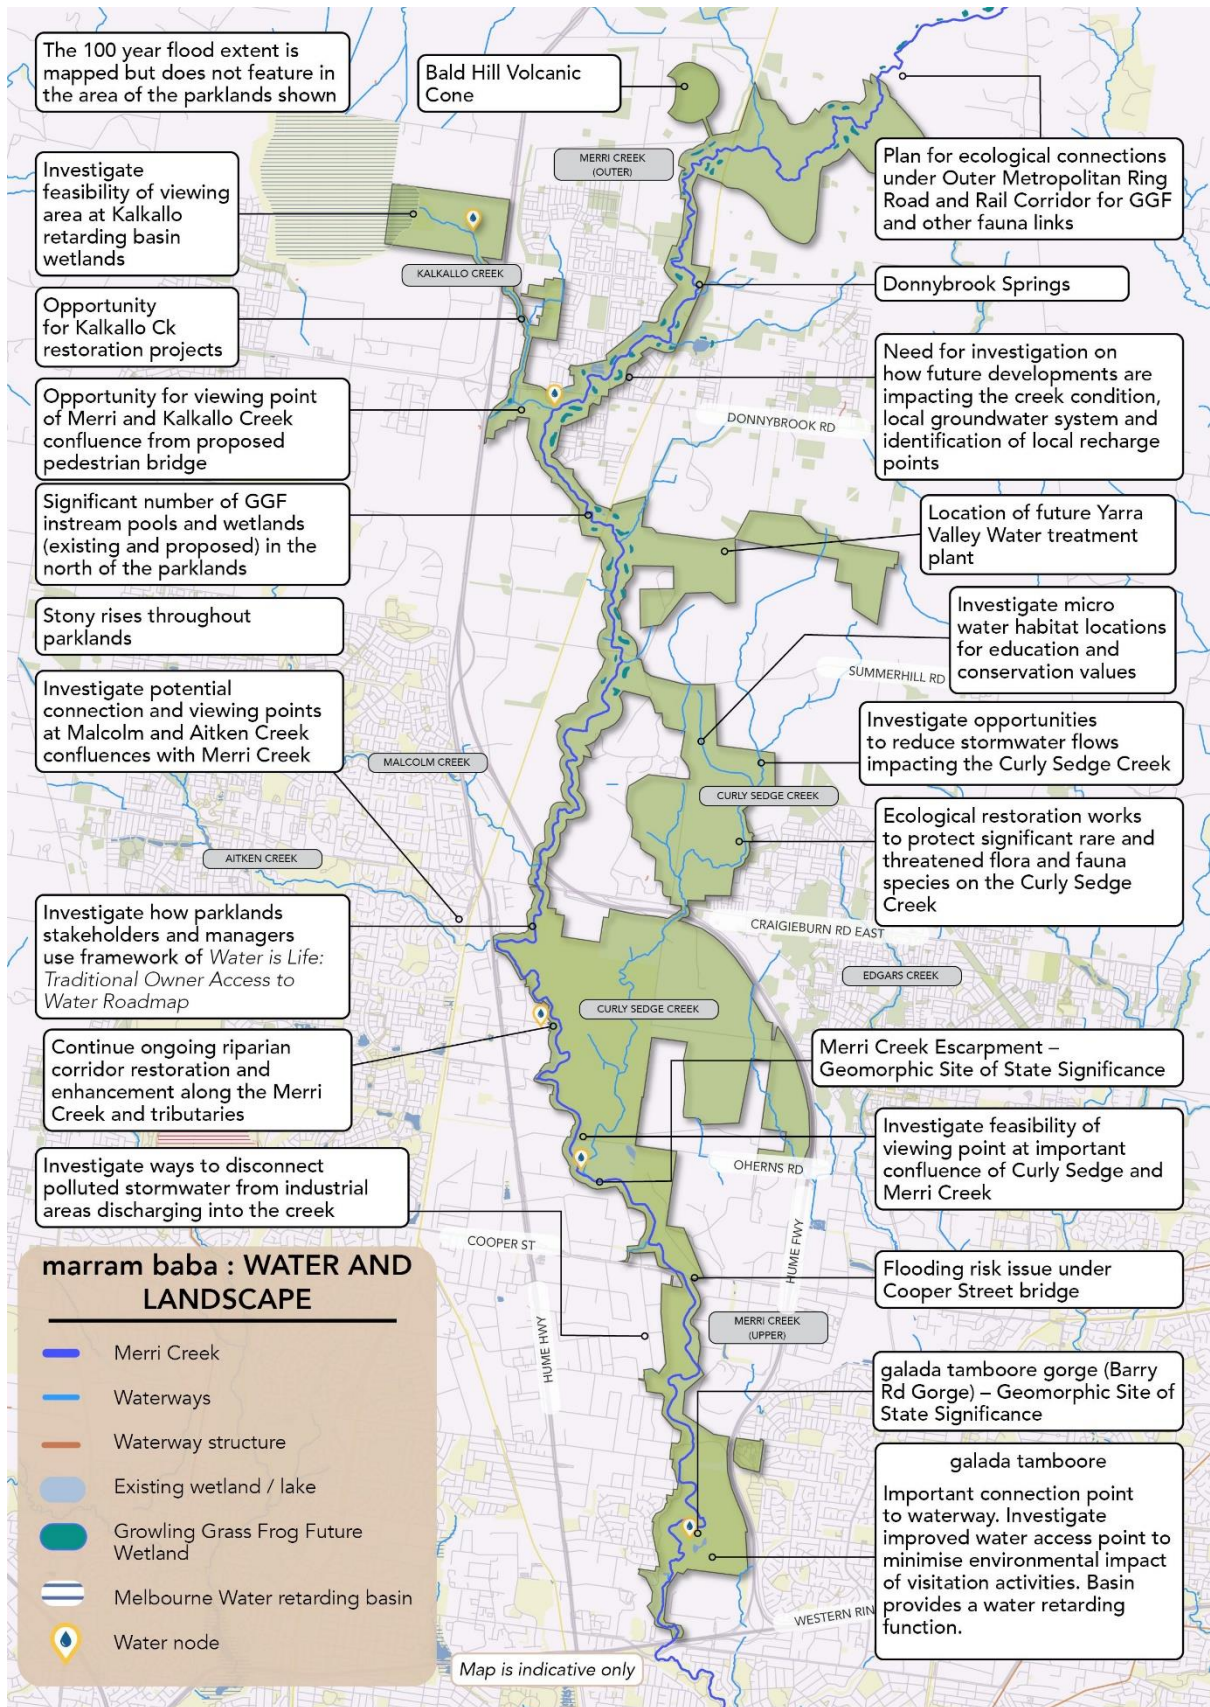 The 100 year flood extent is
mapped but does not feature in
the area of the parklands shown
Bald Hill Volcanic
Cone
MERRI CREEK
(OUTER)
Plan for ecological connections
under Outer Metropolitan Ring
Road and Rail Corridor for GGF
and other fauna links
Investigate
feasibility of viewing
area at Kalkallo
retarding basin
wetlands
KALKALLO CREEK
Donnybrook Springs
Opportunity
for Kalkallo Ck
restoration projects
Need for investigation on
how future developments are
impacting the creek condition,
local groundwater system and
identification of local recharge
points
Opportunity for viewing point
of Merri and Kalkallo Creek
confluence from proposed
pedestrian bridge
DONNYBROOK RD
Significant number of GGF
instream pools and wetlands
(existing and proposed) in the
north of the parklands
Location of future Yarra
Valley Water treatment
plant
Stony rises throughout
parklands
Investigate micro
water habitat locations
for education and
conservation values
SUMMERHILL RD
Investigate potential
connection and viewing points
at Malcolm and Aitken Creek
confluences with Merri Creek
Investigate opportunities
to reduce stormwater flows
impacting the Curly Sedge Creek
MALCOLM CREEK
CURLY SEDGE CREEK
Ecological restoration works
to protect significant rare and
threatened flora and fauna
species on the Curly Sedge
Creek
AITKEN CREEK
Investigate how parklands
stakeholders and managers
use framework of Water is Life:
Traditional Owner Access to
Water Roadmap
CRAIGIEBURN RD EAST
EDGARS CREEK
CURLY SEDGE CREEK
Continue ongoing riparian
corridor restoration and
enhancement along the Merri
Creek and tributaries
Merri Creek Escarpment –
Geomorphic Site of State Significance
Investigate feasibility of
viewing point at important
confluence of Curly Sedge and
Merri Creek
OHERNS RD
Investigate ways to disconnect
polluted stormwater from industrial
areas discharging into the creek
COOPER ST
HUME FWY
Flooding risk issue under
Cooper Street bridge
MERRI CREEK
(UPPER)
HUME HWY
galada tamboore gorge (Barry
Rd Gorge) – Geomorphic Site of
State Significance
galada tamboore
Important connection point
to waterway. Investigate
improved water access point to
minimise environmental impact
of visitation activities. Basin
provides a water retarding
function.
WESTERN RIN
marram baba : WATER AND
LANDSCAPE
Merri Creek
Waterways
Waterway structure
Existing wetland / lake
Growling Grass Frog Future
Wetland
Melbourne Water retarding basin
Water node
Map is indicative only